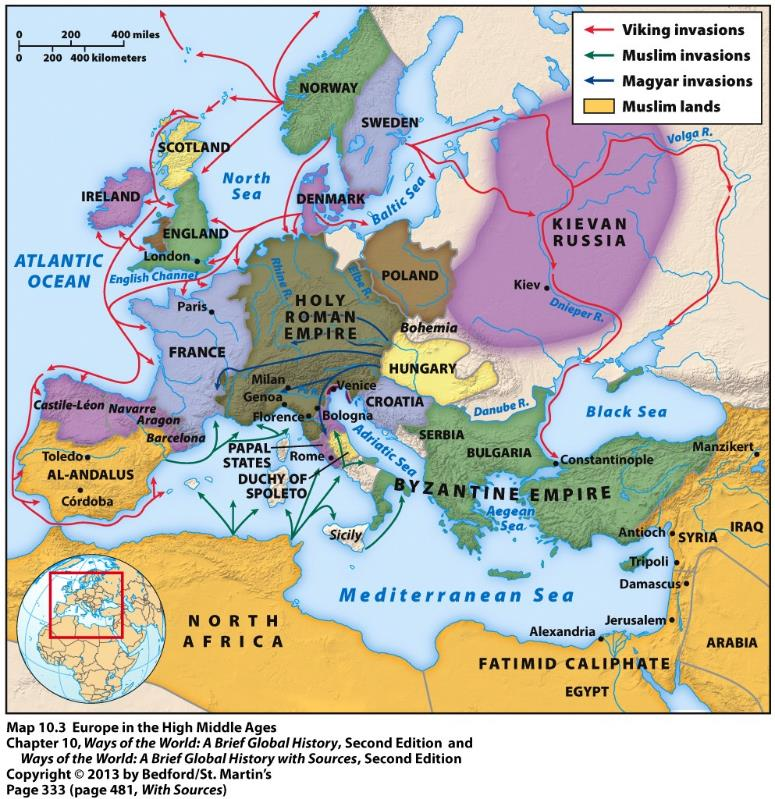 0 200 400 miles
0 200 400 kilometers
Viking invasions
Muslim invasions
Magyar invasions
Muslim lands
NORWAY
SWEDEN
SCOTLAND
North
Sea
IRELAND
DENMARK
Baltic Sea
Volga R.
ENGLAND
London
ATLANTIC
OCEAN
English Channel
KIEVAN
RUSSIA
Rhine R.
Elbe R.
POLAND
Kiev
Dnieper R.
Paris
HOLY
ROMAN
EMPIRE
Bohemia
FRANCE
HUNGARY
Milan
Venice
Genoa
CROATIA
Castile-León
Navarre
Aragon
Florence
Bologna
Danube R.
Black Sea
Barcelona
SERBIA
Adriatic Sea
PAPAL
STATES
Rome
BULGARIA
Constantinople
Manzikert
Toledo
AL-ANDALUS
DUCHY OF
SPOLETO
Córdoba
BYZANTINE EMPIRE
Aegean
Sea
IRAQ
Sicily
Antioch
SYRIA
Tripoli
Damascus
Mediterranean Sea
NORTH
AFRICA
Jerusalem
Alexandria
ARABIA
FATIMID CALIPHATE
EGYPT
Map 10.3 Europe in the High Middle Ages
Chapter 10, Ways of the World: A Brief Global History, Second Edition and
Ways of the World: A Brief Global History with Sources, Second Edition
Copyright © 2013 by Bedford/St. Martin's
Page 333 (page 481, With Sources)